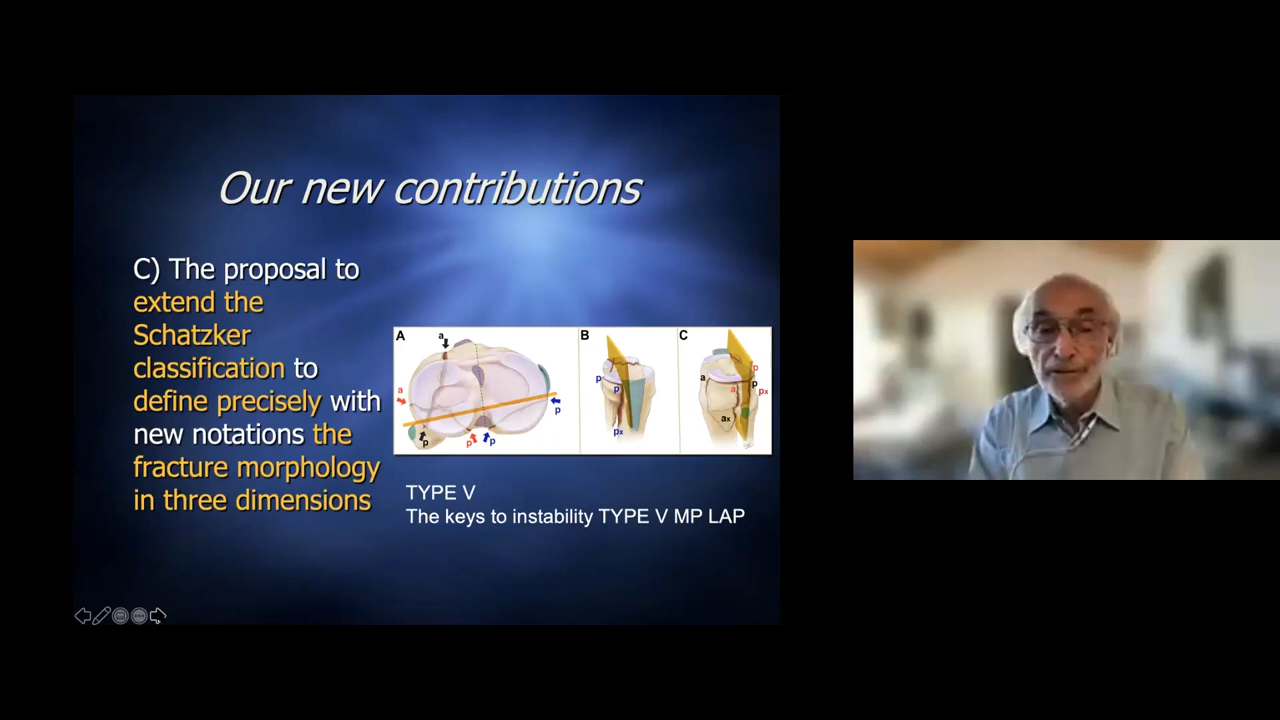 Our new contributions
C) The proposal to
extend the
Schatzker
classification to
define precisely with
new notations the
fracture morphology
in three dimensions
A
a
a
p
p
p
p
B
p
p
px
C
a
a
p
p
px
ax
TYPE V
The keys to instability TYPE V MP LAP